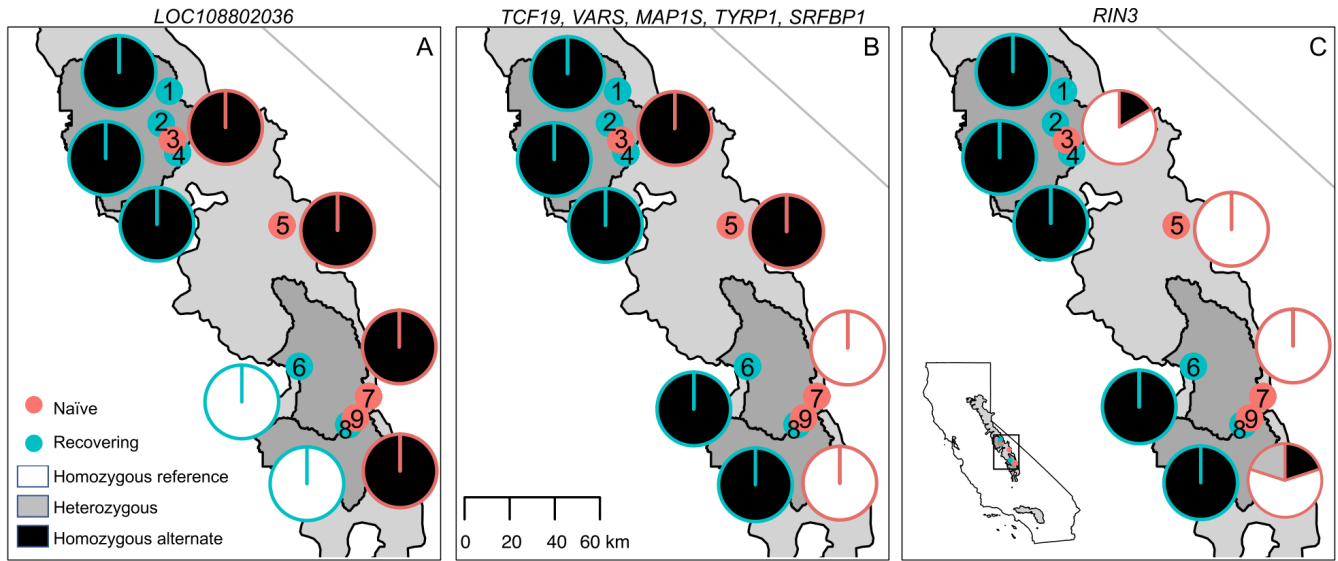 LOC108802036
TCF19, VARS, MAP1S, TYRP1, SRFBP1
RIN3
A
1
2
3
4
5
6
7
9
8
Naïve
Recovering
Homozygous reference
Heterozygous
Homozygous alternate
B
1
2
3
4
5
6
7
9
8
0 20 40 60 km
C
1
2
3
4
5
6
7
9
8